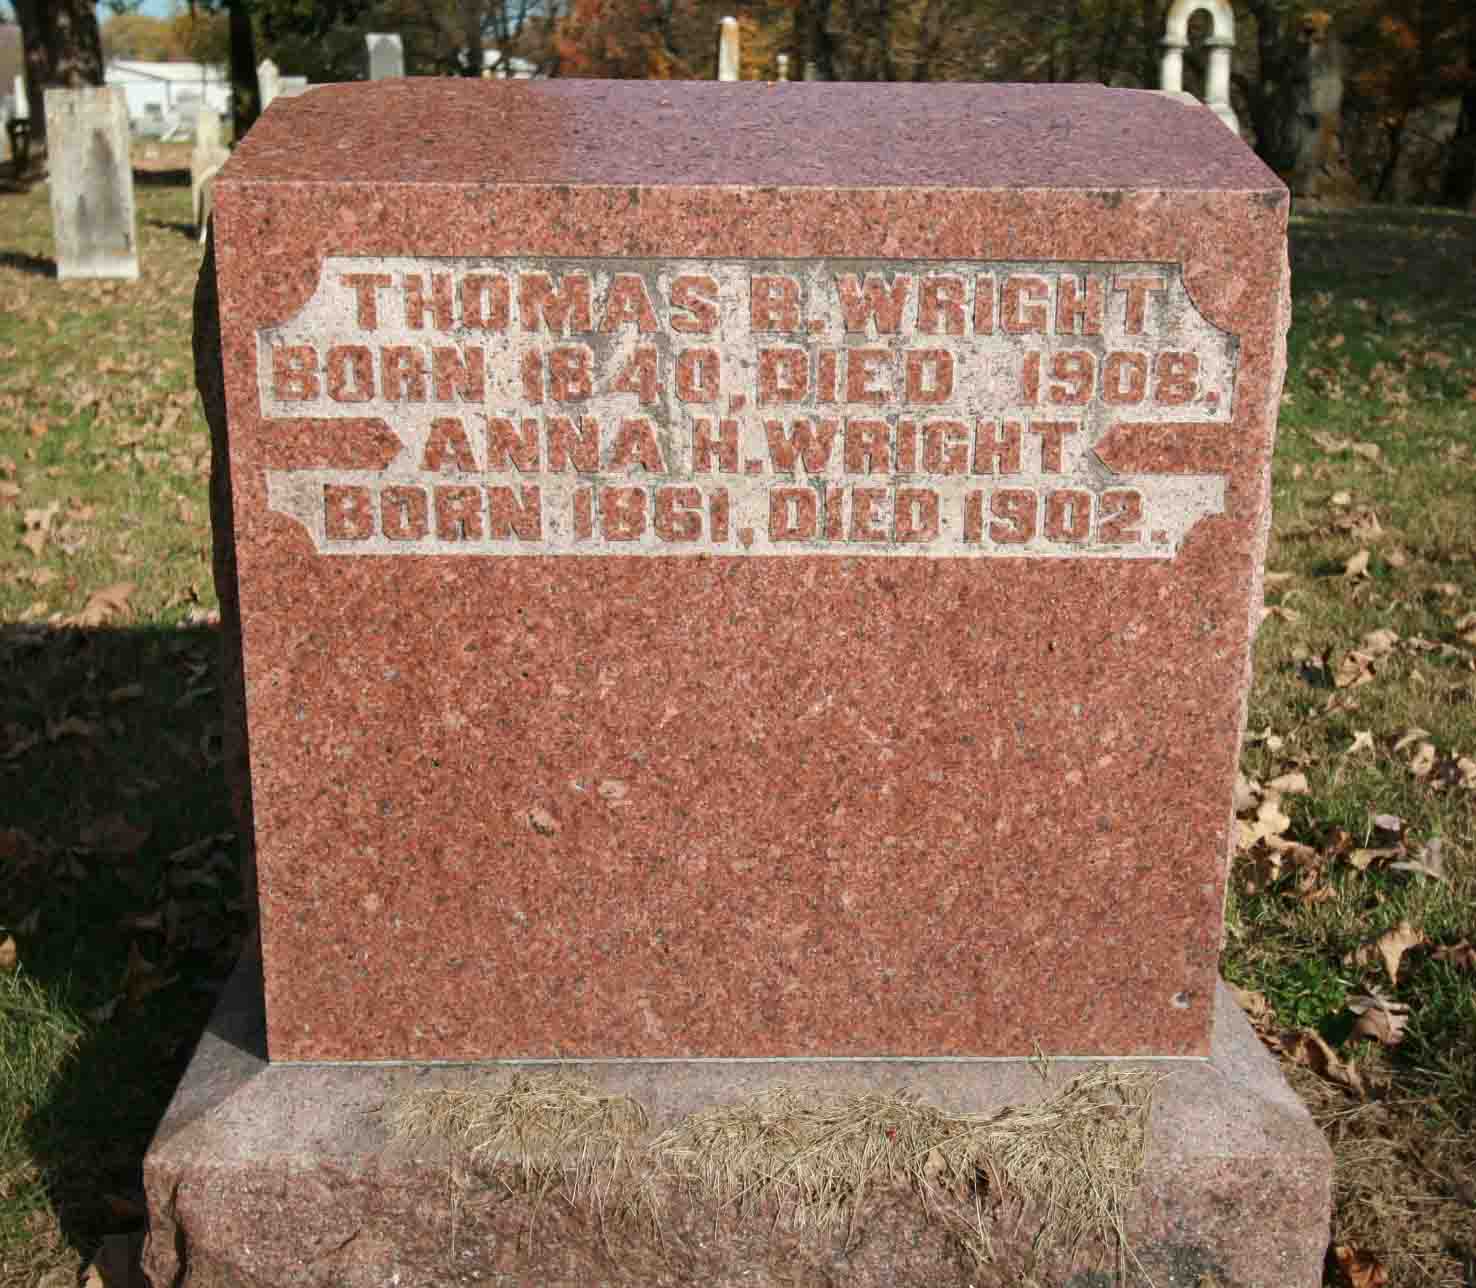 THOMAS B. WRIGHT
BORN 1840, DIED 1908.
ANNA H. WRIGHT
BORN 1861, DIED 1902.